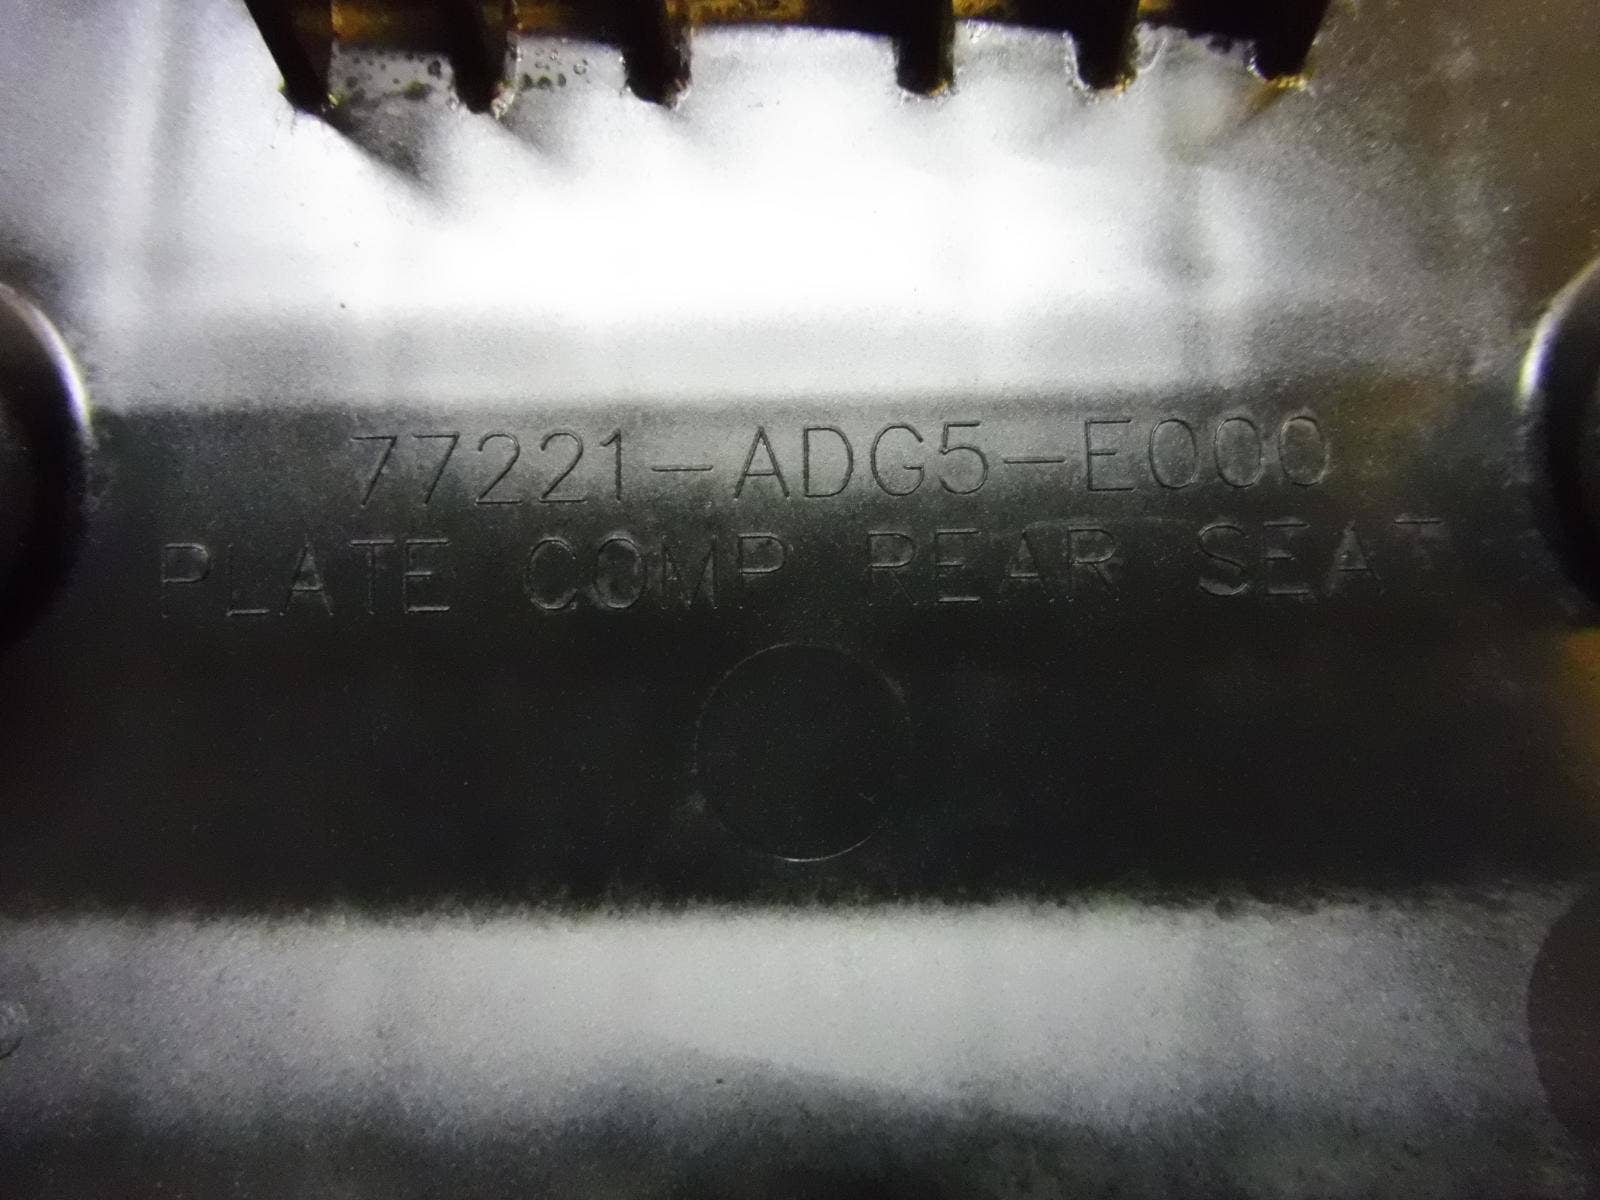 77221-ADG5-E000
PLATE COMP REAR SEAT